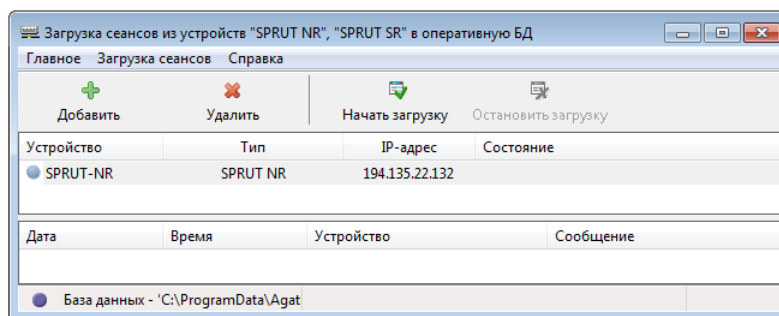 Загрузка сеансов из устройств "SPRUT NR", "SPRUT SR" в оперативную БД
Главное Загрузка сеансов Справка
Добавить Удалить Начать загрузку Остановить загрузку
Устройство Тип IP-адрес Состояние
SPRUT-NR SPRUT NR 194.135.22.132
Дата Время Устройство Сообщение
База данных - 'C:\ProgramData\Agat